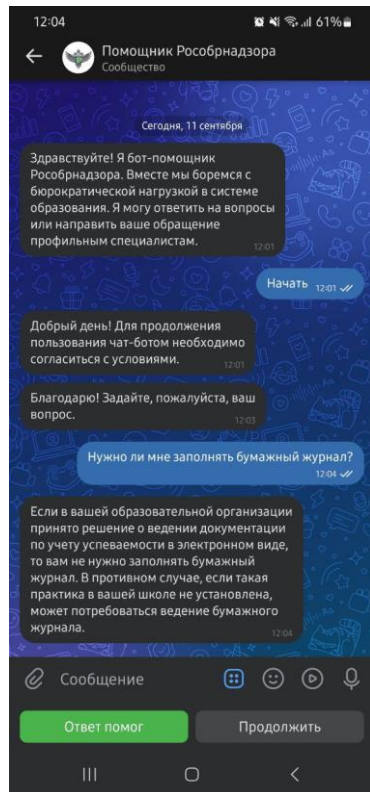 12:04
61%
Помощник Рособрнадзора
Сообщество
Сегодня, 11 сентября
Здравствуйте! Я бот-помощник
Рособрнадзора. Вместе мы боремся с
бюрократической нагрузкой в системе
образования. Я могу ответить на вопросы
или направить ваше обращение
профильным специалистам.
12:01
Начать 12:01
Добрый день! Для продолжения
пользования чат-ботом необходимо
согласиться с условиями.
12:01
Благодарю! Задайте, пожалуйста, ваш
вопрос.
12:03
Нужно ли мне заполнять бумажный журнал?
12:04
Если в вашей образовательной организации
принято решение о ведении документации
по учету успеваемости в электронном виде,
то вам не нужно заполнять бумажный
журнал. В противном случае, если такая
практика в вашей школе не установлена,
может потребоваться ведение бумажного
журнала.
12:04
Сообщение
Ответ помог
Продолжить